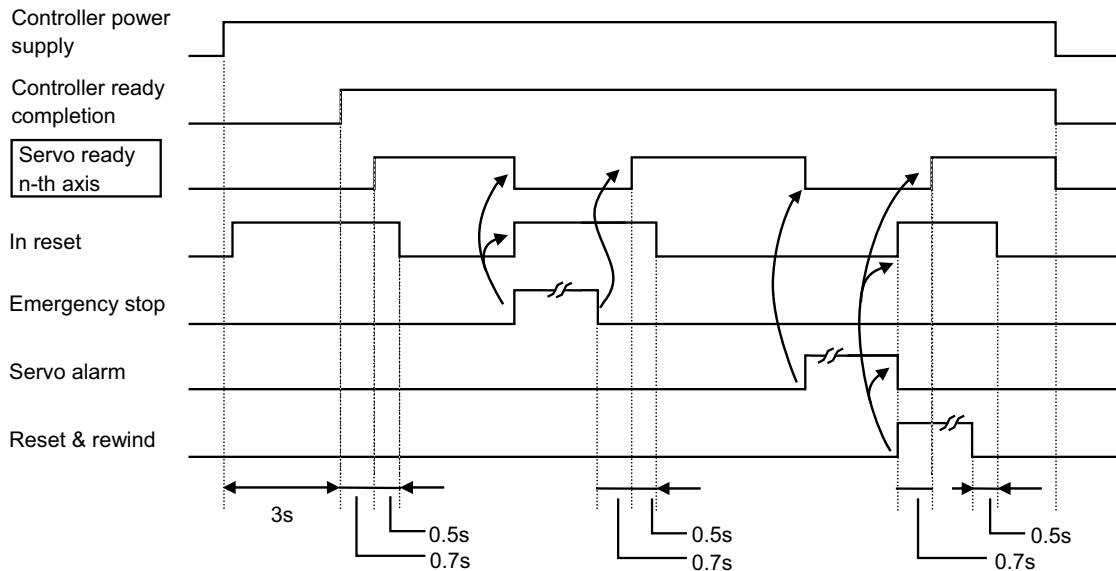 Controller power
supply
Controller ready
completion
Servo ready
n-th axis
In reset
Emergency stop
Servo alarm
Reset & rewind
3s
0.5s
0.7s
0.5s
0.7s
0.5s
0.7s